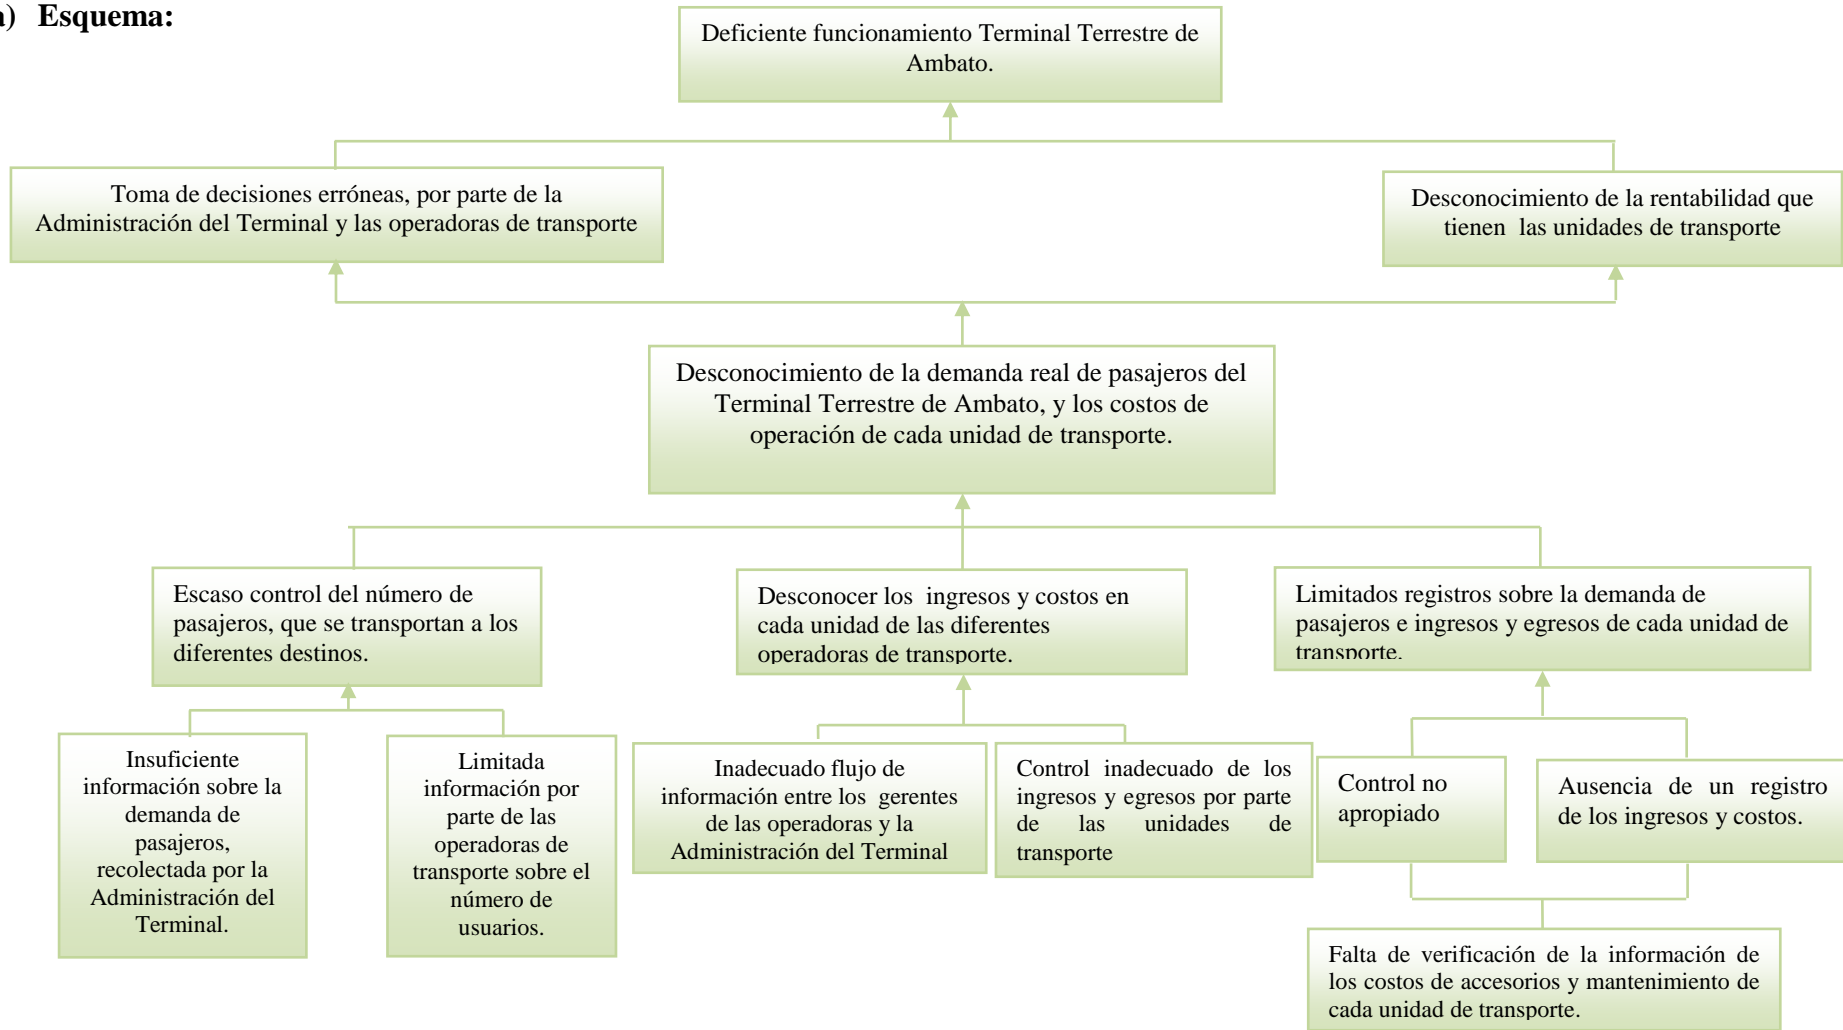 a) Esquema:
Deficiente funcionamiento Terminal Terrestre de
Ambato.
Toma de decisiones erróneas, por parte de la
Administración del Terminal y las operadoras de transporte
Desconocimiento de la rentabilidad que
tienen las unidades de transporte
Desconocimiento de la demanda real de pasajeros del
Terminal Terrestre de Ambato, y los costos de
operación de cada unidad de transporte.
Escaso control del número de
pasajeros, que se transportan a los
diferentes destinos.
Desconocer los ingresos y costos en
cada unidad de las diferentes
operadoras de transporte.
Limitados registros sobre la demanda de
pasajeros e ingresos y egresos de cada unidad de
transporte.
Insuficiente
información sobre la
demanda de
pasajeros,
recolectada por la
Administración del
Terminal.
Limitada
información por
parte de las
operadoras de
transporte sobre el
número de
usuarios.
Inadecuado flujo de
información entre los gerentes
de las operadoras y la
Administración del Terminal
Control inadecuado de los
ingresos y egresos por parte
de las unidades de
transporte
Control no
apropiado
Ausencia de un registro
de los ingresos y costos.
Falta de verificación de la información de
los costos de accesorios y mantenimiento de
cada unidad de transporte.